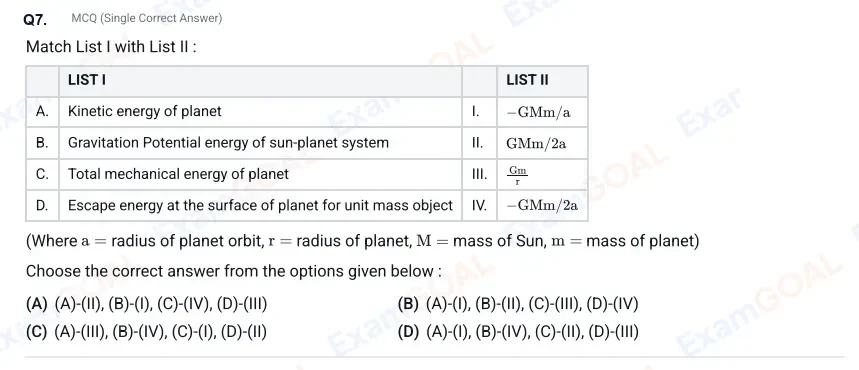 Q7. MCQ (Single Correct Answer)
Match List I with List II :
LIST I LIST II
A. Kinetic energy of planet I. −GMm/a
B. Gravitation Potential energy of sun-planet system II. GMm/2a
C. Total mechanical energy of planet III. Gm/r
D. Escape energy at the surface of planet for unit mass object IV. −GMm/2a
(Where a = radius of planet orbit, r = radius of planet, M = mass of Sun, m = mass of planet)
Choose the correct answer from the options given below :
(A) (A)-(II), (B)-(I), (C)-(IV), (D)-(III) (B) (A)-(I), (B)-(II), (C)-(III), (D)-(IV)
(C) (A)-(III), (B)-(IV), (C)-(I), (D)-(II) (D) (A)-(I), (B)-(IV), (C)-(II), (D)-(III)
ExamGOAL